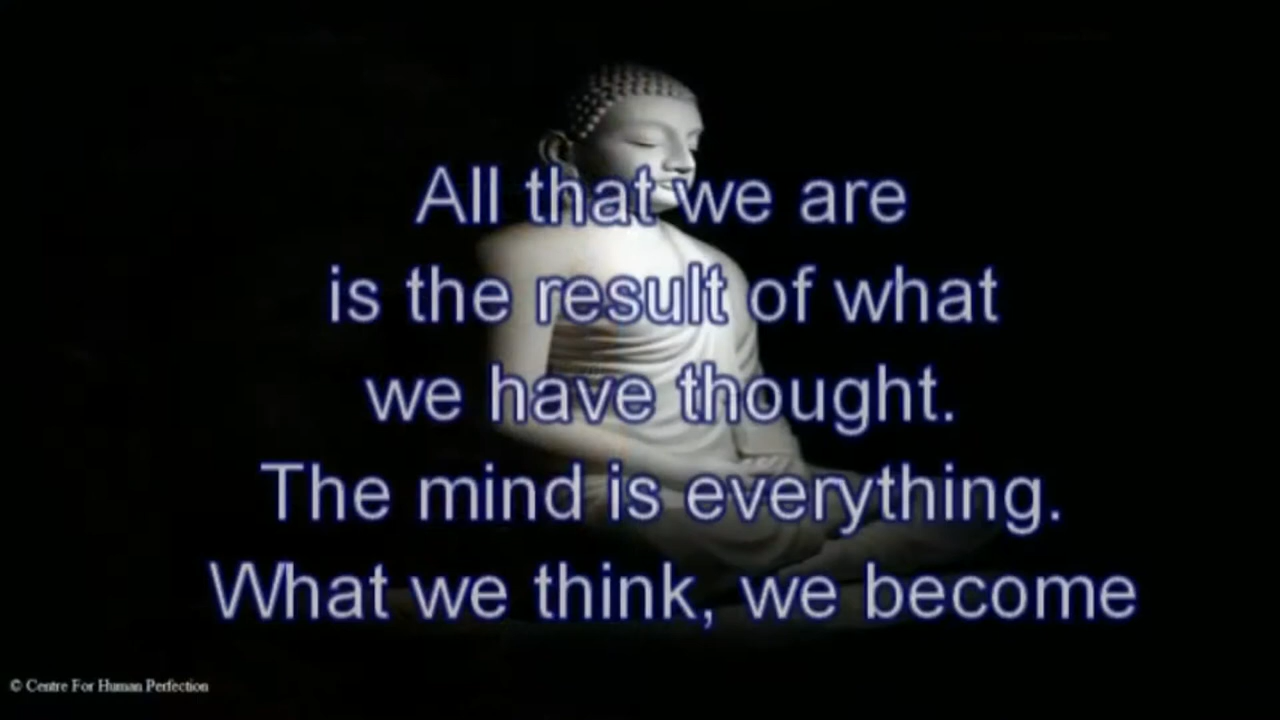 All that we are
is the result of what
we have thought.
The mind is everything.
What we think, we become
© Centre For Human Perfection